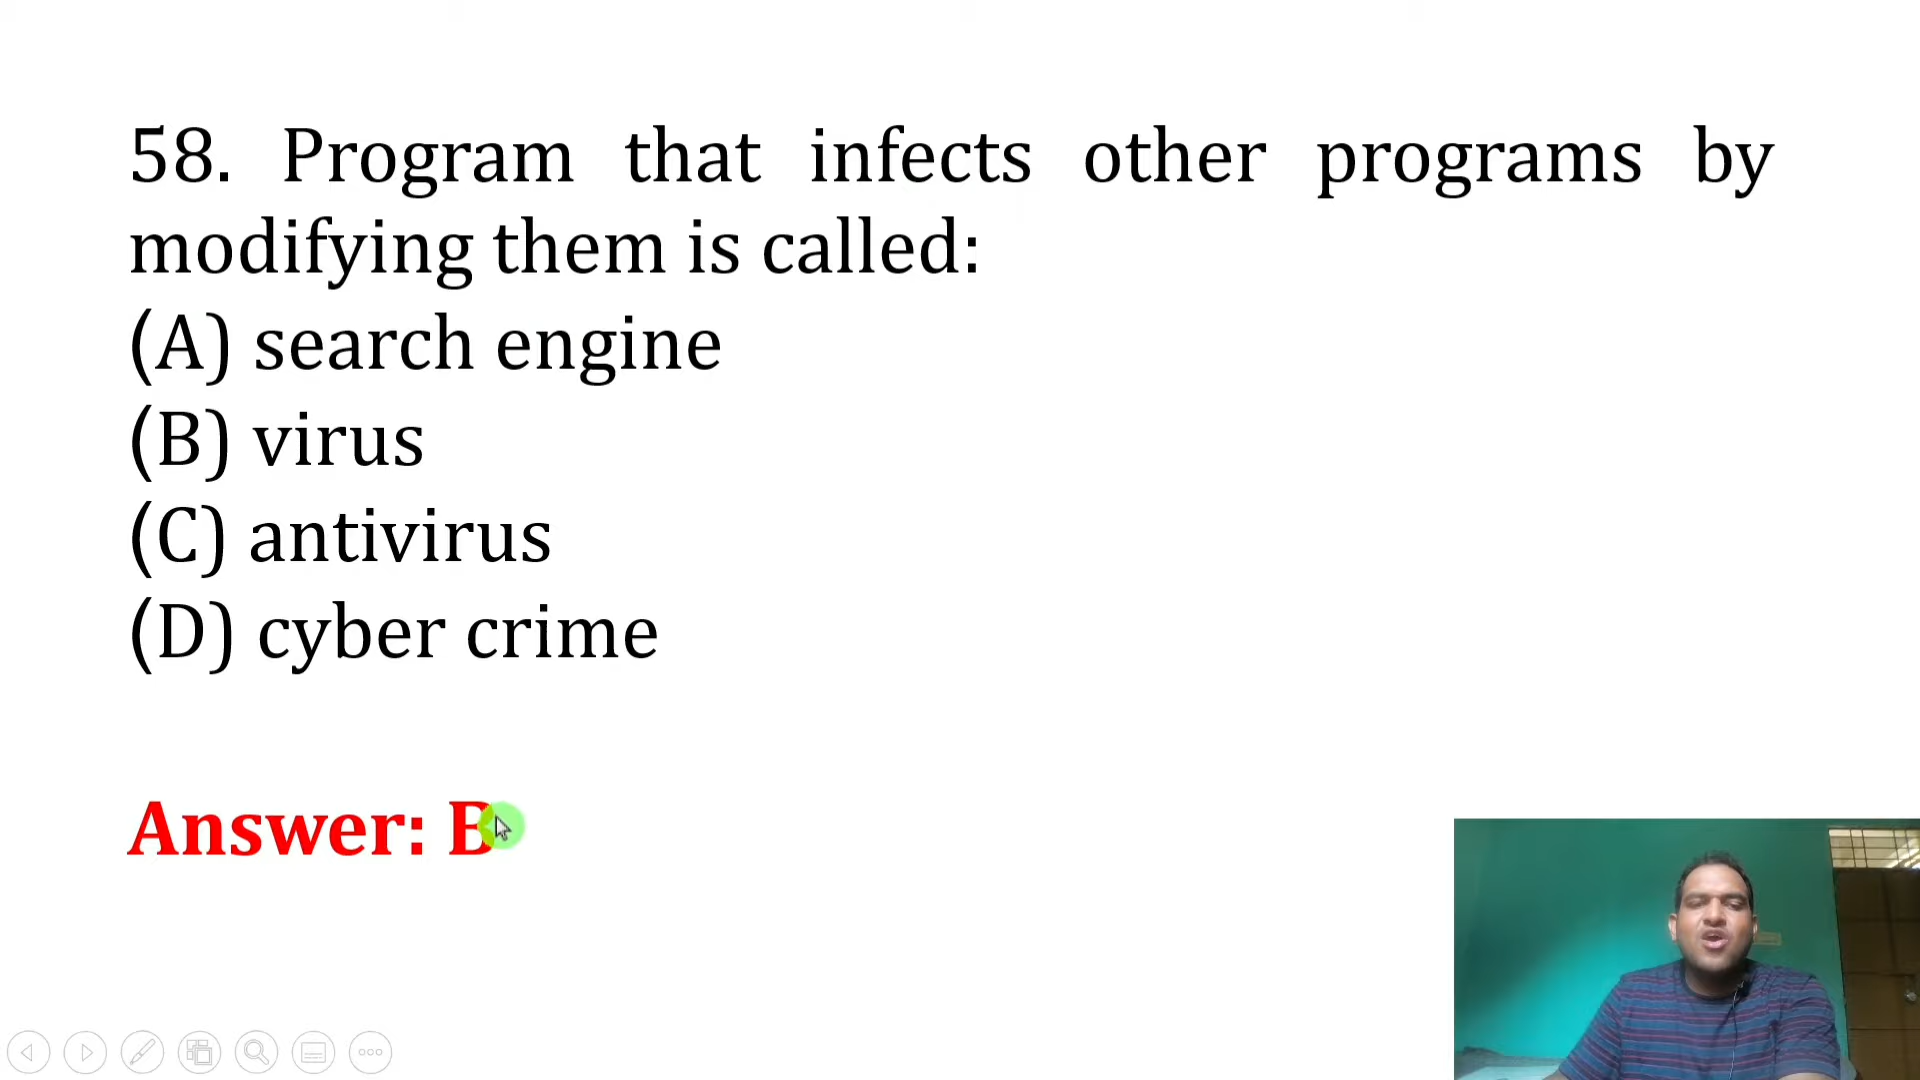 58. Program that infects other programs by
modifying them is called:
(A) search engine
(B) virus
(C) antivirus
(D) cyber crime
Answer: B